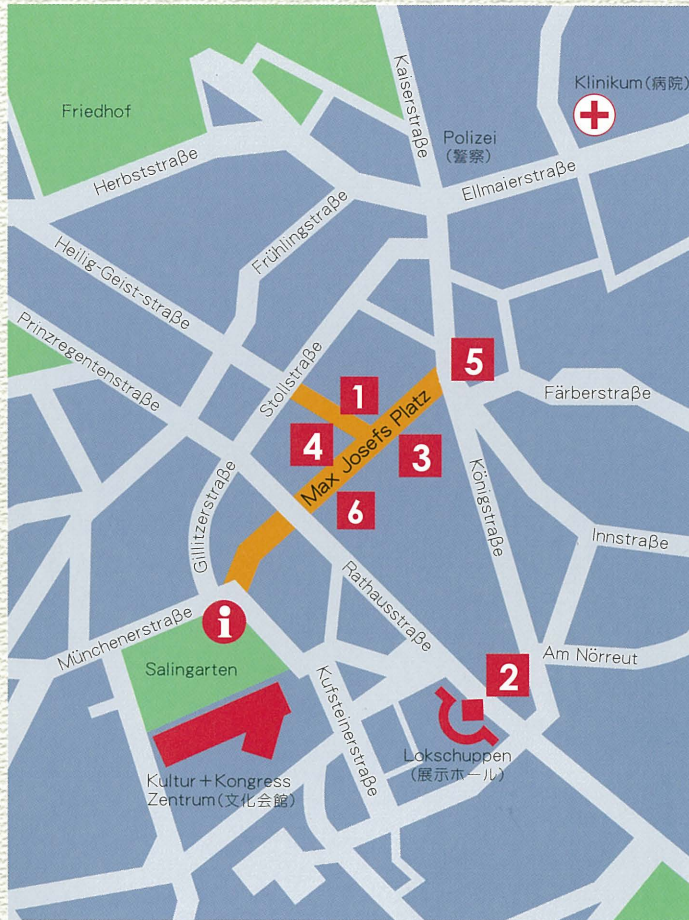 Kaiserstraße
Klinikum(病院)
Friedhof
Polizei
(警察)
Herbststraße
Ellmaierstraße
Frühlingstraße
Heilig-Geist-straße
Prinzregentenstraße
Stollstraße
5
1
Färberstraße
Max Josefs Platz
4
3
6
Gillitzerstraße
Königstraße
Innstraße
Rathausstraße
i
Münchenerstraße
Am Nörreut
Salingarten
2
Kufsteinerstraße
Lokschuppen
(展示ホール)
Kultur+Kongress
Zentrum(文化会館)